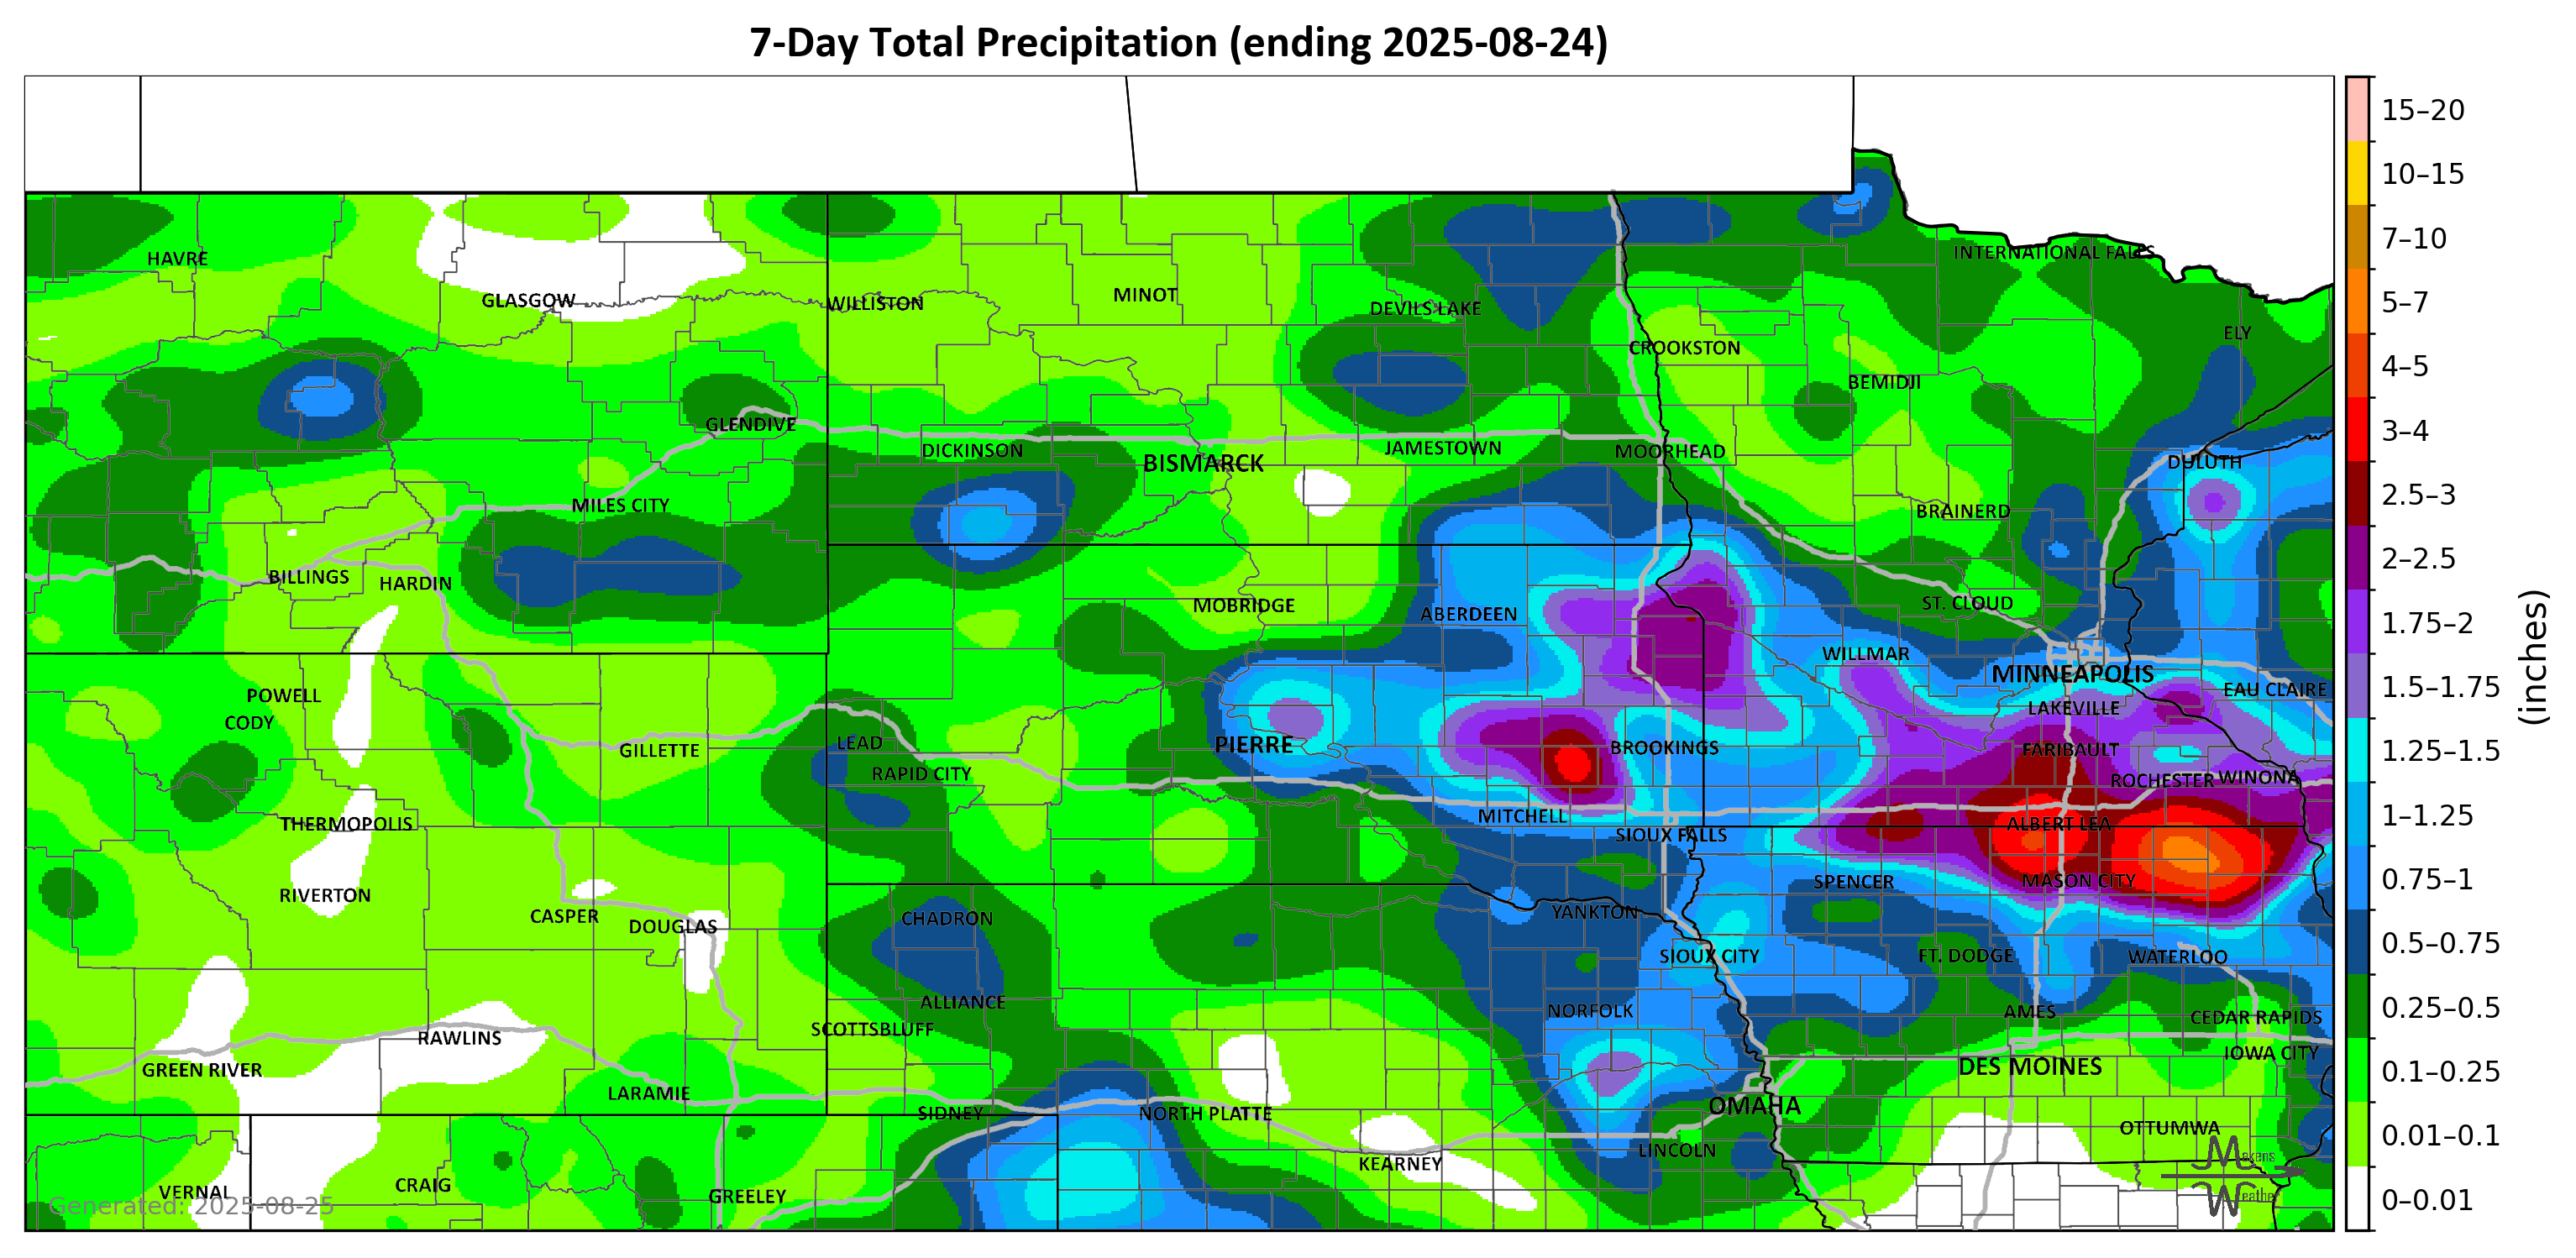 7-Day Total Precipitation (ending 2025-08-24)
HAVRE
GLASGOW
WILLISTON
MINOT
DEVILS LAKE
INTERNATIONAL FALLS
ELY
CROOKSTON
BEMIDJI
GLENDIVE
DICKINSON
BISMARCK
JAMESTOWN
MOORHEAD
DULUTH
MILES CITY
BRAINERD
BILLINGS
HARDIN
MOBRIDGE
ABERDEEN
ST. CLOUD
WILLMAR
MINNEAPOLIS
EAU CLAIRE
POWELL
CODY
LAKEVILLE
GILLETTE
LEAD
RAPID CITY
PIERRE
BROOKINGS
FARIBAULT
ROCHESTER
WINONA
THERMOPOLIS
MITCHELL
SIOUX FALLS
ALBERT LEA
RIVERTON
CASPER
DOUGLAS
CHADRON
YANKTON
SPENCER
MASON CITY
SIOUX CITY
FT. DODGE
WATERLOO
ALLIANCE
SCOTTSBLUFF
NORFOLK
AMES
CEDAR RAPIDS
RAWLINS
GREEN RIVER
LARAMIE
DES MOINES
IOWA CITY
SIDNEY
NORTH PLATTE
OMAHA
OTTUMWA
LINCOLN
KEARNEY
VERNAL
CRAIG
GREELEY
Generated: 2025-08-25
Makens
Weather
15–20
10–15
7–10
5–7
4–5
3–4
2.5–3
2–2.5
1.75–2
1.5–1.75
1.25–1.5
1–1.25
0.75–1
0.5–0.75
0.25–0.5
0.1–0.25
0.01–0.1
0–0.01
(inches)